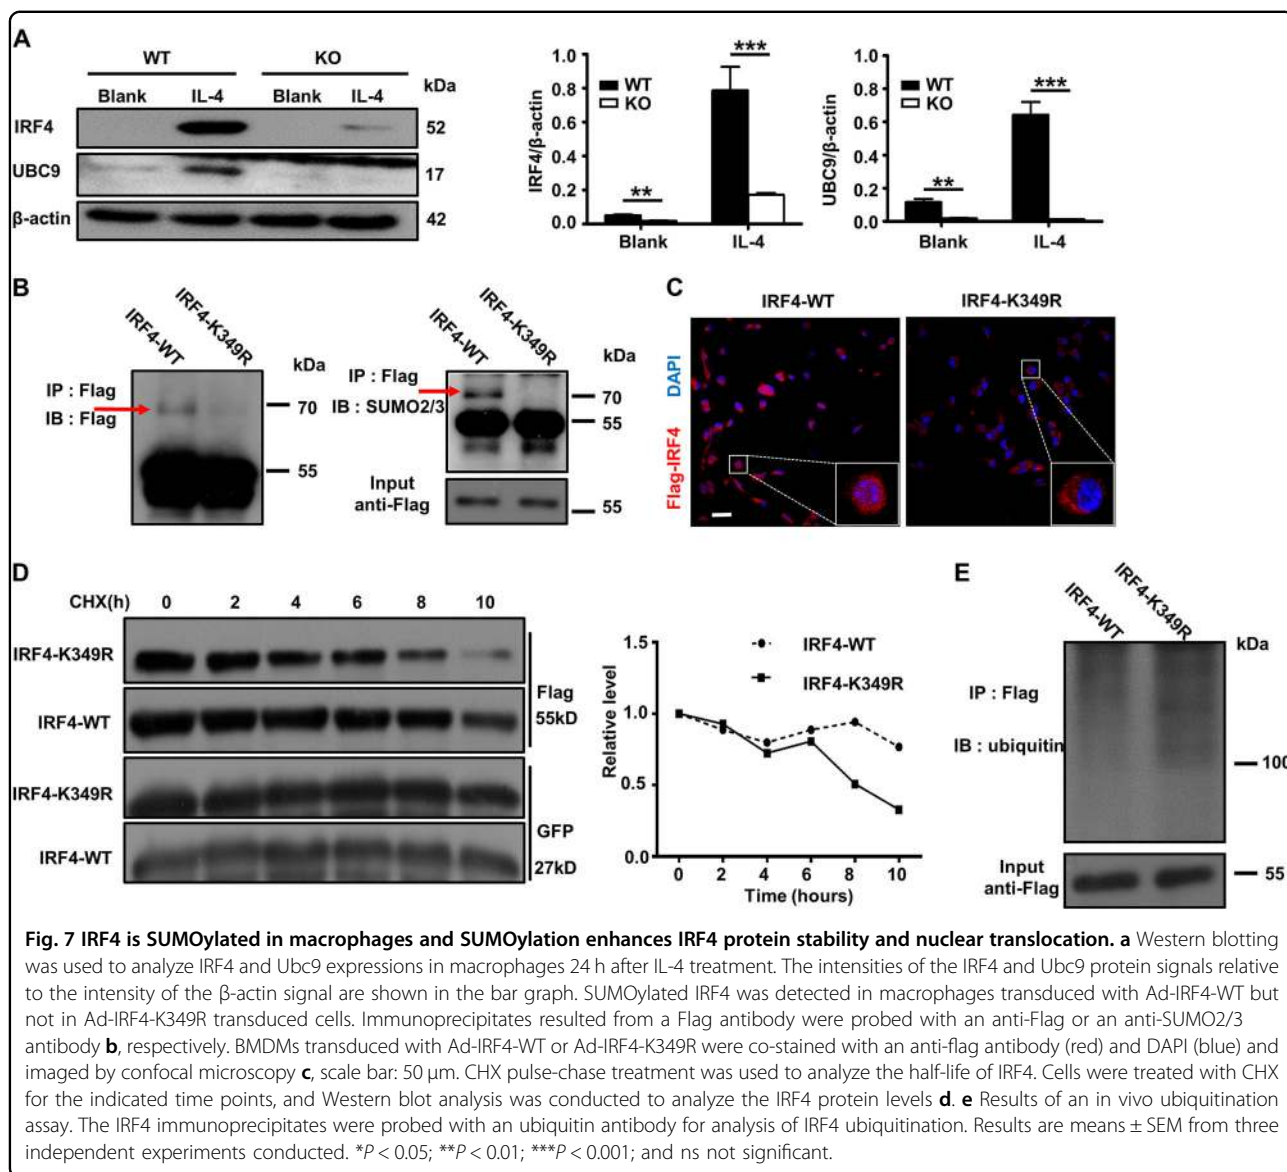 A
WT KO
Blank IL-4 Blank IL-4 kDa
IRF4 52
UBC9 17
β-actin 42
IRF4/β-actin
1.0
0.8
0.6
0.4
0.2
0.0
WT
KO
**
***
Blank IL-4
UBC9/β-actin
1.0
0.8
0.6
0.4
0.2
0.0
WT
KO
**
***
Blank IL-4
B
IRF4-WT
IRF4-K349R
kDa
IP : Flag
IB : Flag
70
55
IRF4-WT
IRF4-K349R
kDa
IP : Flag
IB : SUMO2/3
70
55
Input
anti-Flag
55
C
IRF4-WT IRF4-K349R
Flag-IRF4 DAPI
D
CHX(h) 0 2 4 6 8 10
IRF4-K349R
IRF4-WT
Flag
55kD
IRF4-K349R
IRF4-WT
GFP
27kD
Relative level
1.5
1.0
0.5
0.0
IRF4-WT
IRF4-K349R
0 2 4 6 8 10
Time (hours)
E
IRF4-WT
IRF4-K349R
kDa
IP : Flag
IB : ubiquitin
100
Input
anti-Flag
55
Fig. 7 IRF4 is SUMOylated in macrophages and SUMOylation enhances IRF4 protein stability and nuclear translocation. a Western blotting
was used to analyze IRF4 and Ubc9 expressions in macrophages 24 h after IL-4 treatment. The intensities of the IRF4 and Ubc9 protein signals relative
to the intensity of the β-actin signal are shown in the bar graph. SUMOylated IRF4 was detected in macrophages transduced with Ad-IRF4-WT but
not in Ad-IRF4-K349R transduced cells. Immunoprecipitates resulted from a Flag antibody were probed with an anti-Flag or an anti-SUMO2/3
antibody b, respectively. BMDMs transduced with Ad-IRF4-WT or Ad-IRF4-K349R were co-stained with an anti-flag antibody (red) and DAPI (blue) and
imaged by confocal microscopy c, scale bar: 50 μm. CHX pulse-chase treatment was used to analyze the half-life of IRF4. Cells were treated with CHX
for the indicated time points, and Western blot analysis was conducted to analyze the IRF4 protein levels d. e Results of an in vivo ubiquitination
assay. The IRF4 immunoprecipitates were probed with an ubiquitin antibody for analysis of IRF4 ubiquitination. Results are means ± SEM from three
independent experiments conducted. *P < 0.05; **P < 0.01; ***P < 0.001; and ns not significant.